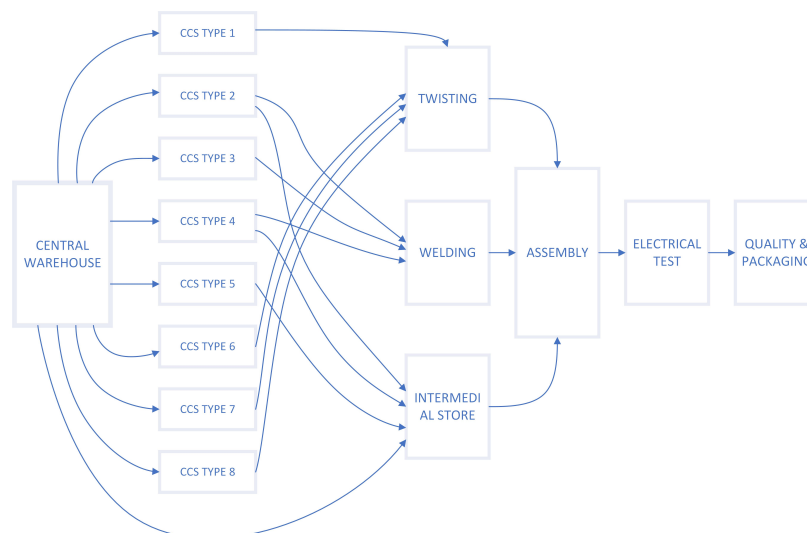 CCS TYPE 1
CCS TYPE 2
CCS TYPE 3
CCS TYPE 4
CCS TYPE 5
CCS TYPE 6
CCS TYPE 7
CCS TYPE 8
CENTRAL
WAREHOUSE
TWISTING
WELDING
INTERMEDI
AL STORE
ASSEMBLY
ELECTRICAL
TEST
QUALITY &
PACKAGING